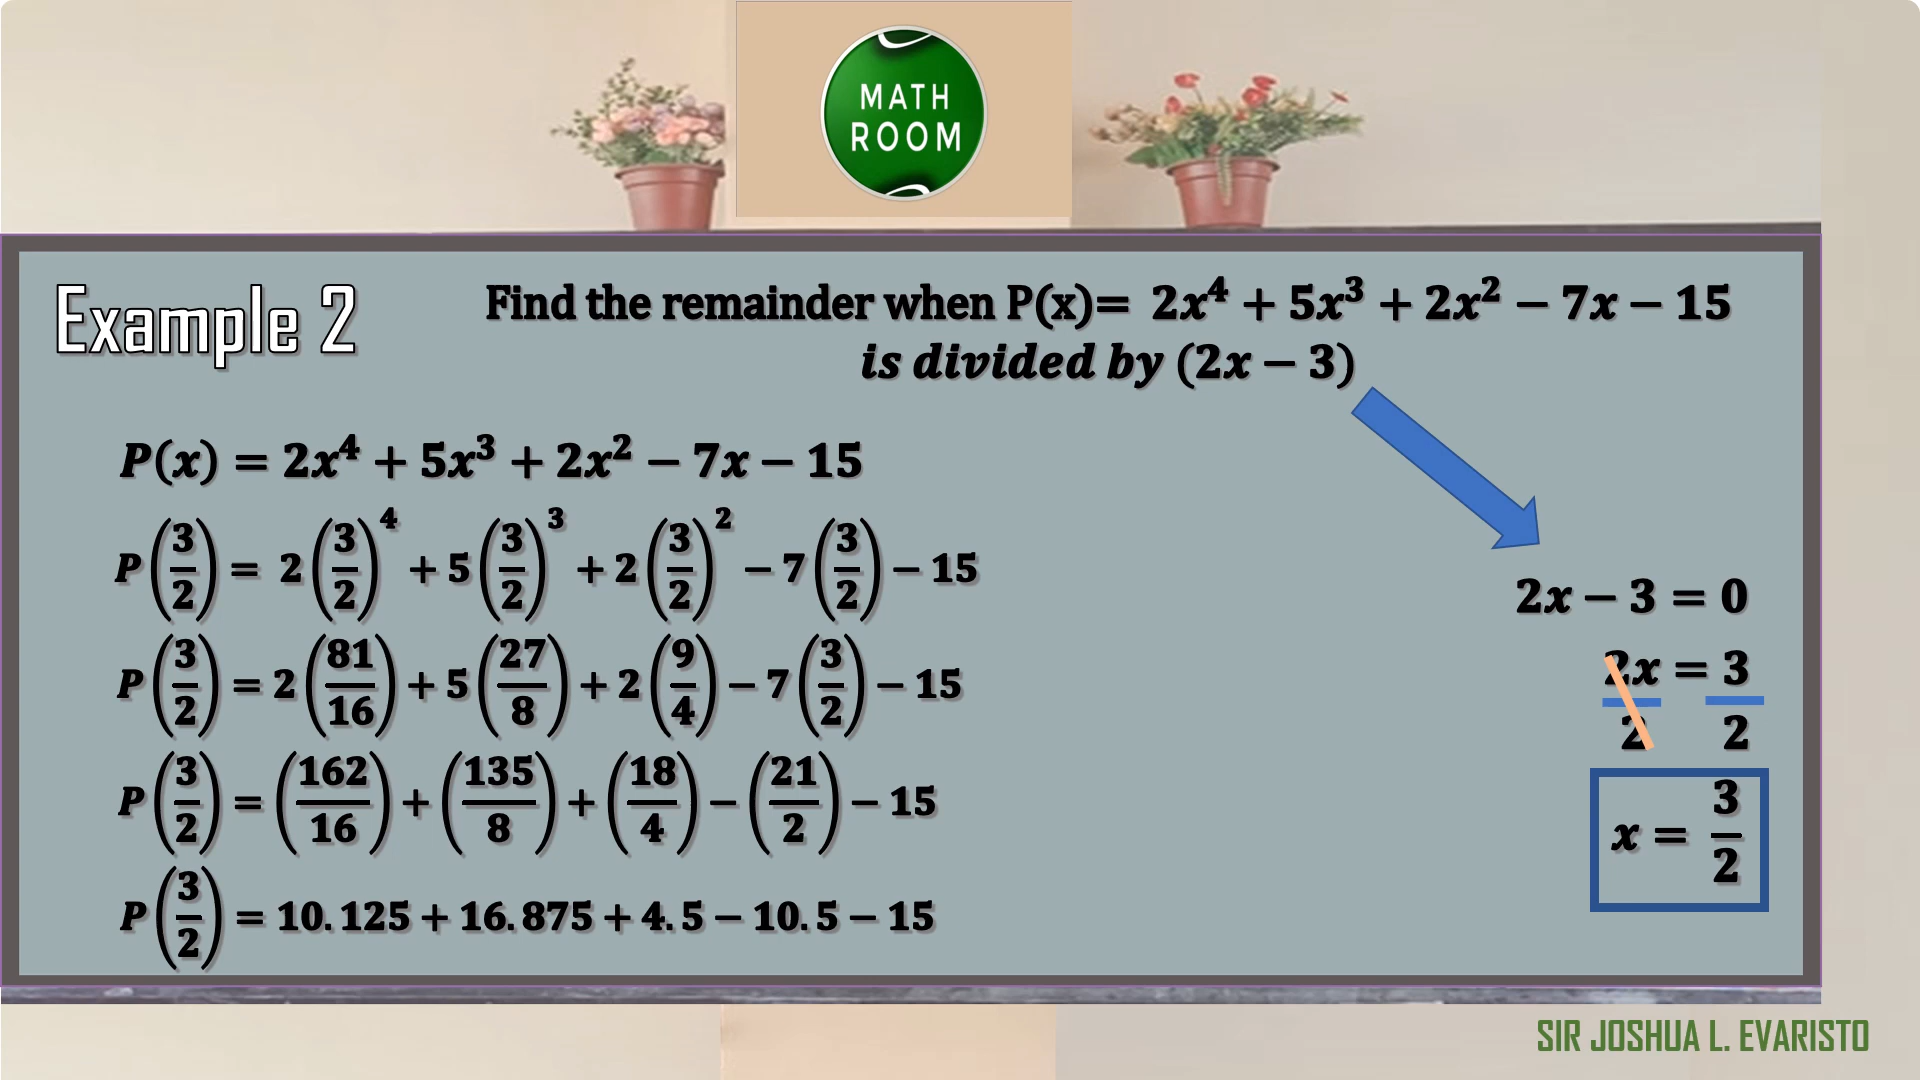 MATH
ROOM
Example 2
Find the remainder when P(x)= 2x⁴ + 5x³ + 2x² − 7x − 15
is divided by (2x − 3)
P(x) = 2x⁴ + 5x³ + 2x² − 7x − 15
P(3/2) = 2(3/2)⁴ + 5(3/2)³ + 2(3/2)² − 7(3/2) − 15
P(3/2) = 2(81/16) + 5(27/8) + 2(9/4) − 7(3/2) − 15
P(3/2) = (162/16) + (135/8) + (18/4) − (21/2) − 15
P(3/2) = 10.125 + 16.875 + 4.5 − 10.5 − 15
2x − 3 = 0
2x/2 = 3/2
x = 3/2
SIR JOSHUA L. EVARISTO